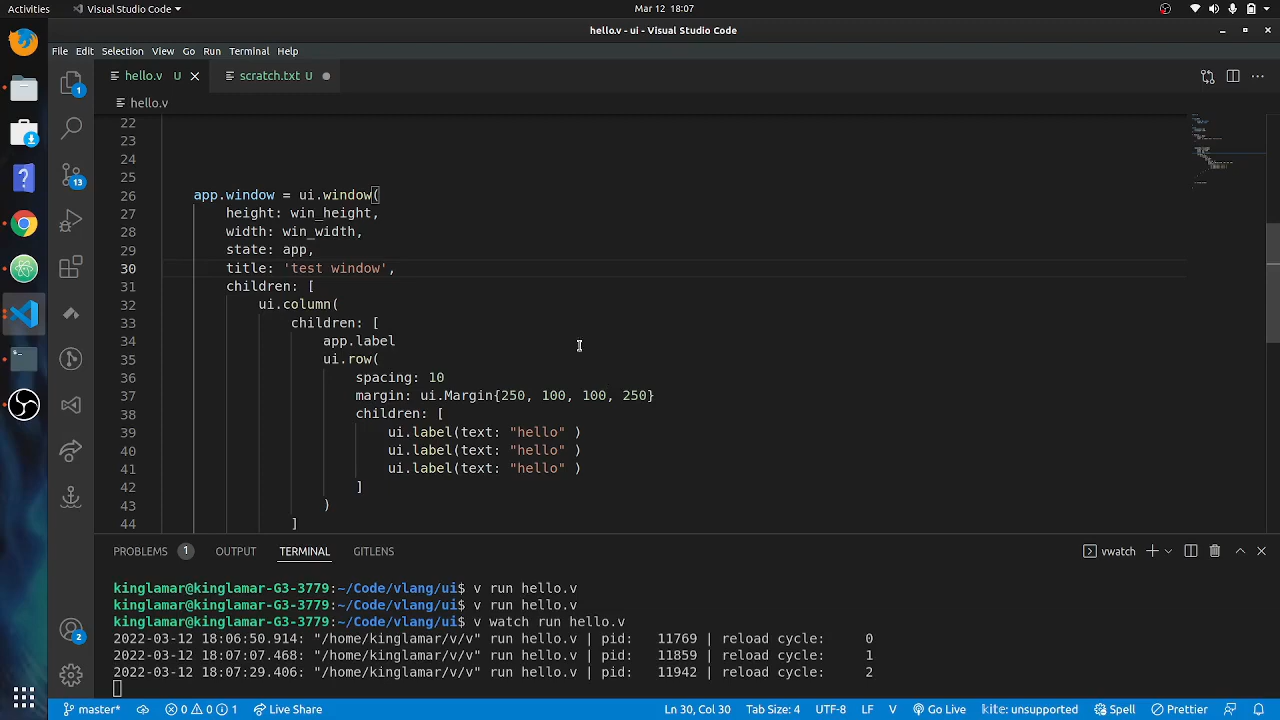 Activities Visual Studio Code Mar 12 18:07
hello.v - ui - Visual Studio Code
File Edit Selection View Go Run Terminal Help
hello.v U scratch.txt U
hello.v
22
23
24
25
26 app.window = ui.window(
27 height: win_height,
28 width: win_width,
29 state: app,
30 title: 'test window',
31 children: [
32 ui.column(
33 children: [
34 app.label
35 ui.row(
36 spacing: 10
37 margin: ui.Margin{250, 100, 100, 250}
38 children: [
39 ui.label(text: "hello" )
40 ui.label(text: "hello" )
41 ui.label(text: "hello" )
42 ]
43 )
44 ]
1
13
2
PROBLEMS 1 OUTPUT TERMINAL GITLENS vwatch
kinglamar@kinglamar-G3-3779:~/Code/vlang/ui$ v run hello.v
kinglamar@kinglamar-G3-3779:~/Code/vlang/ui$ v run hello.v
kinglamar@kinglamar-G3-3779:~/Code/vlang/ui$ v watch run hello.v
2022-03-12 18:06:50.914: "/home/kinglamar/v/v" run hello.v | pid: 11769 | reload cycle: 0
2022-03-12 18:07:07.468: "/home/kinglamar/v/v" run hello.v | pid: 11859 | reload cycle: 1
2022-03-12 18:07:29.406: "/home/kinglamar/v/v" run hello.v | pid: 11942 | reload cycle: 2
master* 0 0 1 Live Share Ln 30, Col 30 Tab Size: 4 UTF-8 LF V Go Live kite: unsupported Spell Prettier